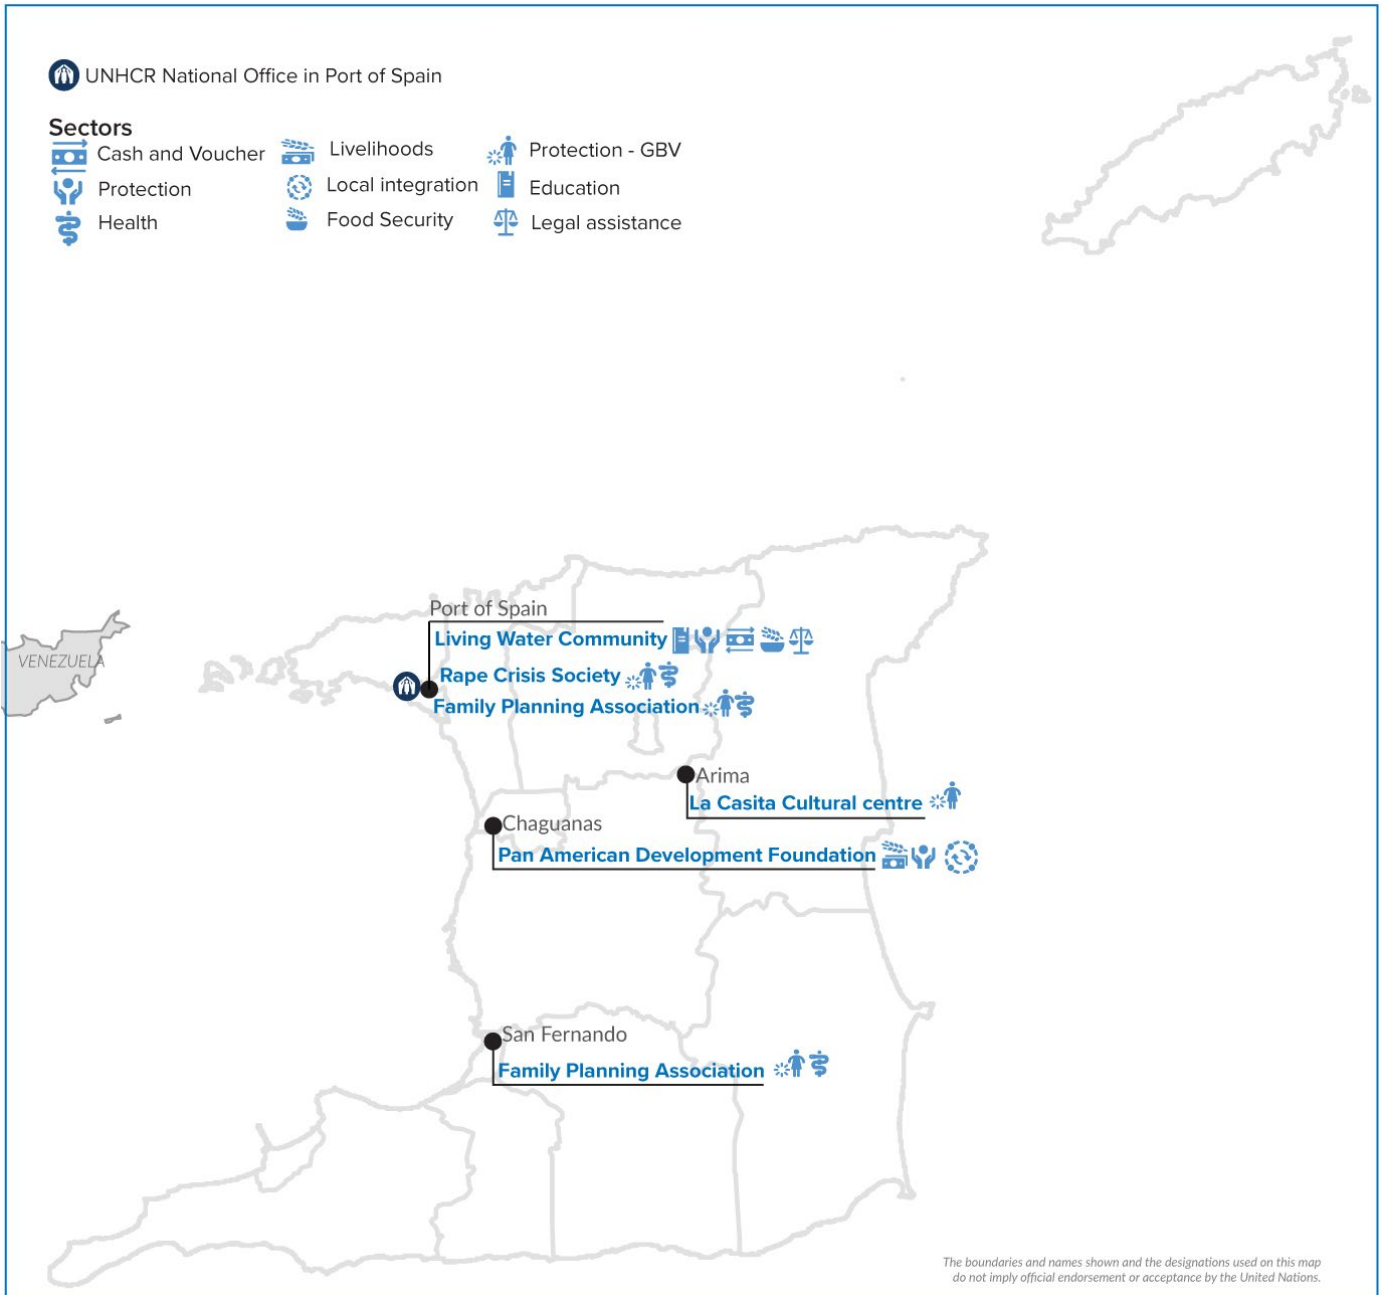 UNHCR National Office in Port of Spain
Sectors
Cash and Voucher
Livelihoods
Protection - GBV
Protection
Local integration
Education
Health
Food Security
Legal assistance
Port of Spain
Living Water Community
VENEZUELA
Rape Crisis Society
Family Planning Association
Arima
La Casita Cultural centre
Chaguanas
Pan American Development Foundation
San Fernando
Family Planning Association
The boundaries and names shown and the designations used on this map
do not imply official endorsement or acceptance by the United Nations.